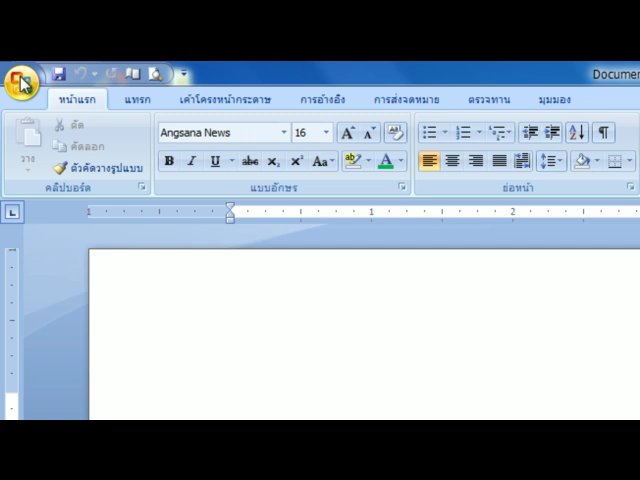 Documen
หน้าแรก แทรก เค้าโครงหน้ากระดาษ การอ้างอิง การส่งจดหมาย ตรวจทาน มุมมอง
ตัด
คัดลอก
วาง
ตัวคัดวางรูปแบบ
Angsana News 16
B I U abc x₂ x² Aa ab A
คลิปบอร์ด แบบอักษร ย่อหน้า
1 1 2